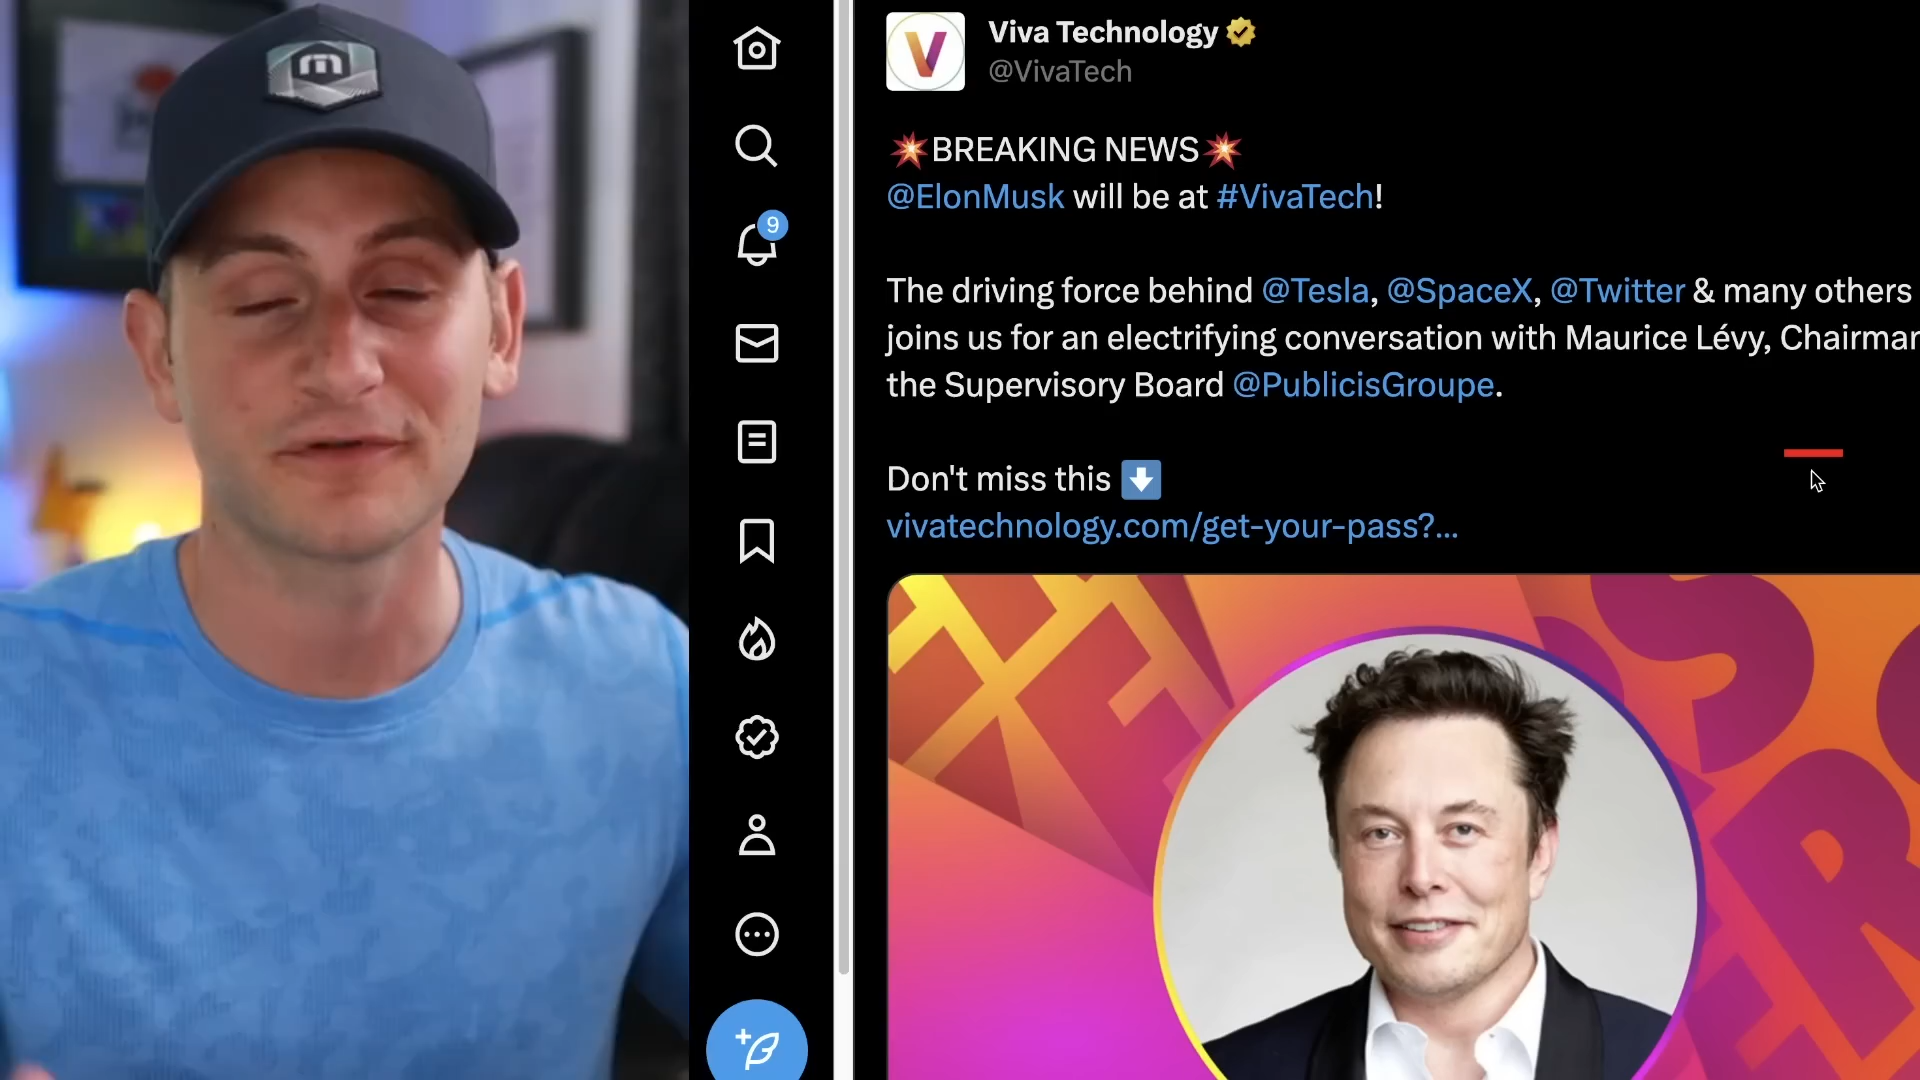 Viva Technology
@VivaTech
💥BREAKING NEWS💥
@ElonMusk will be at #VivaTech!
The driving force behind @Tesla, @SpaceX, @Twitter & many others
joins us for an electrifying conversation with Maurice Lévy, Chairman
the Supervisory Board @PublicisGroupe.
Don't miss this ⬇️
vivatechnology.com/get-your-pass?...
9